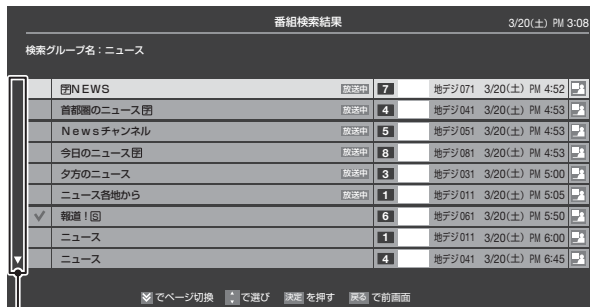 番組検索結果 3/20(土) PM 3:08
検索グループ名：ニュース
字NEWS 放送中 7 地デジ071 3/20(土) PM 4:52
首都圏のニュース字 放送中 4 地デジ041 3/20(土) PM 4:53
Newsチャンネル 放送中 5 地デジ051 3/20(土) PM 4:53
今日のニュース字 放送中 8 地デジ081 3/20(土) PM 4:53
夕方のニュース 放送中 3 地デジ031 3/20(土) PM 5:00
ニュース各地から 放送中 1 地デジ011 3/20(土) PM 5:05
報道！S 6 地デジ061 3/20(土) PM 5:50
ニュース 1 地デジ011 3/20(土) PM 6:00
ニュース 4 地デジ041 3/20(土) PM 6:45
でページ切換 で選び 決定 を押す 戻る で前画面